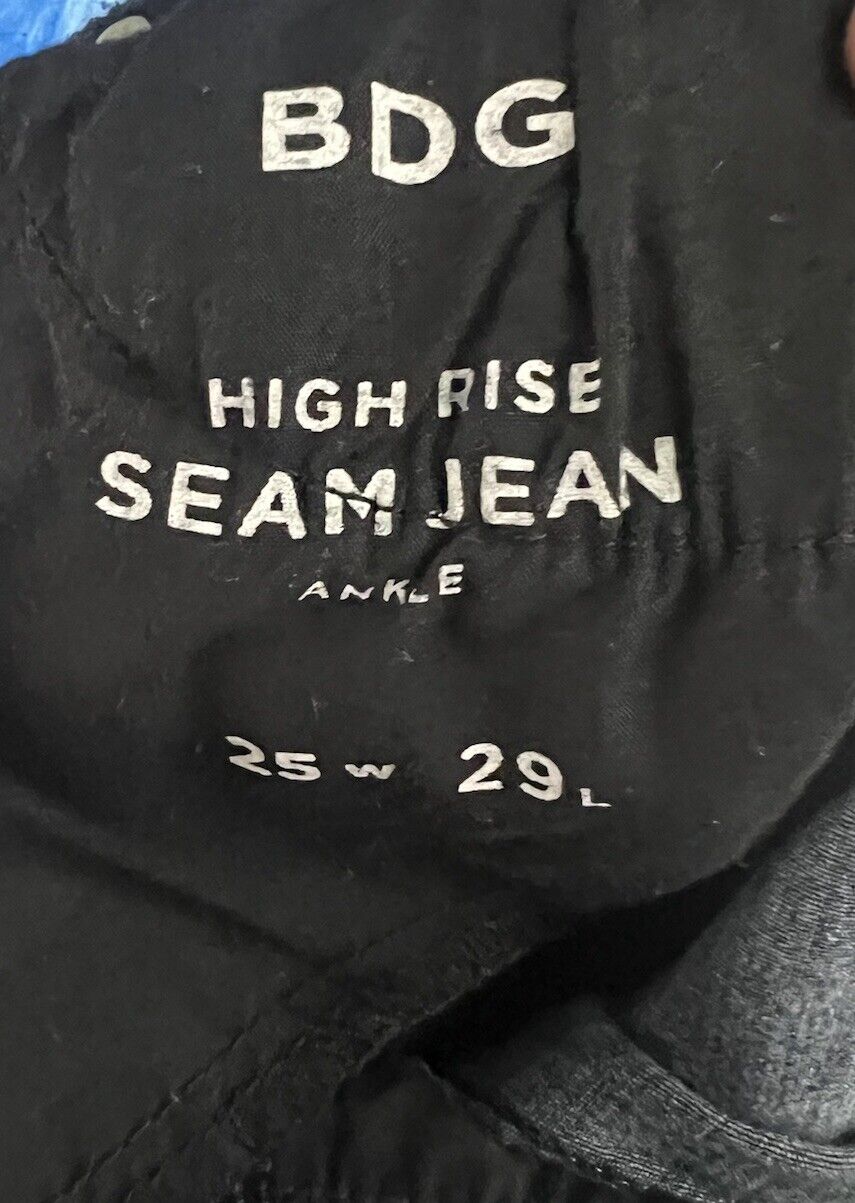 BDG
HIGH RISE
SEAM JEAN
ANKLE
25 W 29 L